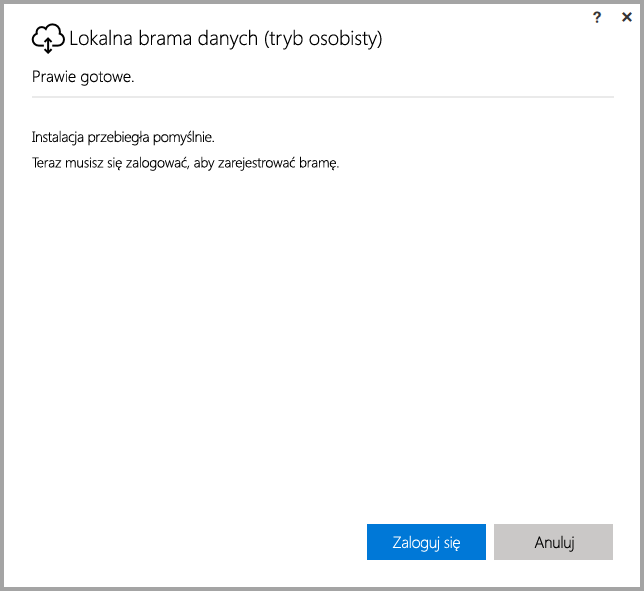 ? ×
Lokalna brama danych (tryb osobisty)
Prawie gotowe.
Instalacja przebiegła pomyślnie.
Teraz musisz się zalogować, aby zarejestrować bramę.
Zaloguj się
Anuluj